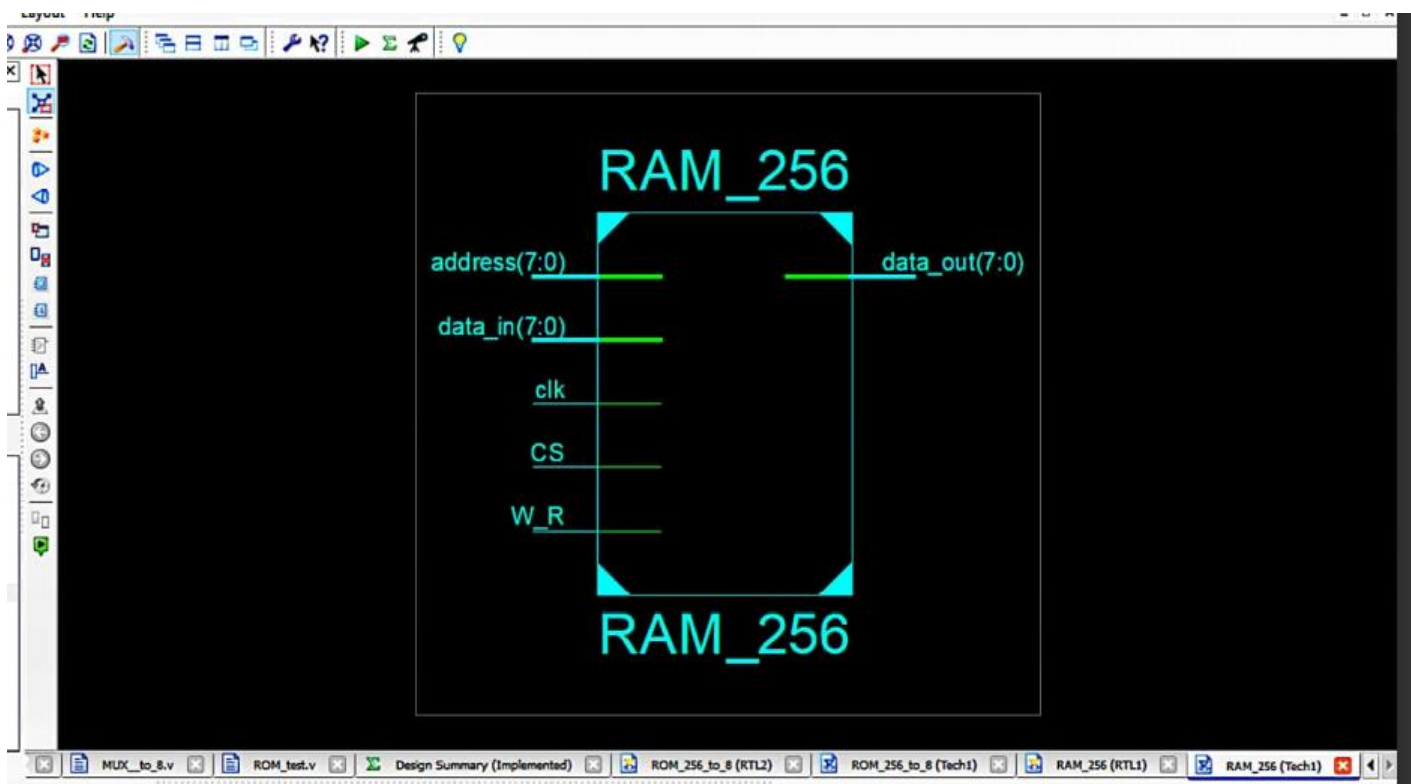 Layout Help
RAM_256
address(7:0)
data_out(7:0)
data_in(7:0)
clk
CS
W_R
RAM_256
MUX__to_8.v
ROM_test.v
Design Summary (Implemented)
ROM_256_to_8 (RTL2)
ROM_256_to_8 (Tech1)
RAM_256 (RTL1)
RAM_256 (Tech1)